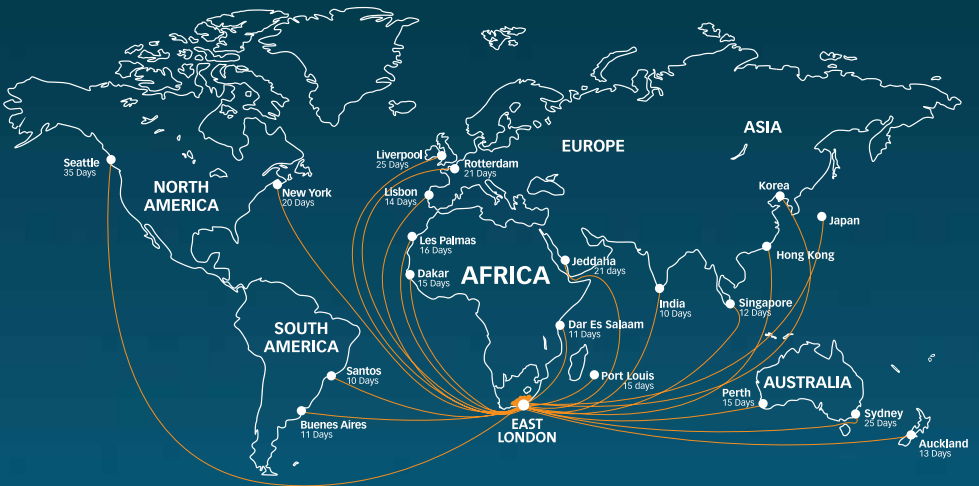 ASIA
EUROPE
Liverpool
25 Days
Rotterdam
21 Days
Seattle
35 Days
NORTH
AMERICA
New York
20 Days
Lisbon
14 Days
Korea
Japan
Les Palmas
16 Days
Hong Kong
Dakar
15 Days
AFRICA
Jeddaha
21 days
India
10 Days
Singapore
12 Days
SOUTH
AMERICA
Dar Es Salaam
11 Days
Santos
10 Days
Port Louis
15 days
AUSTRALIA
Perth
15 Days
Buenes Aires
11 Days
EAST
LONDON
Sydney
25 Days
Auckland
13 Days